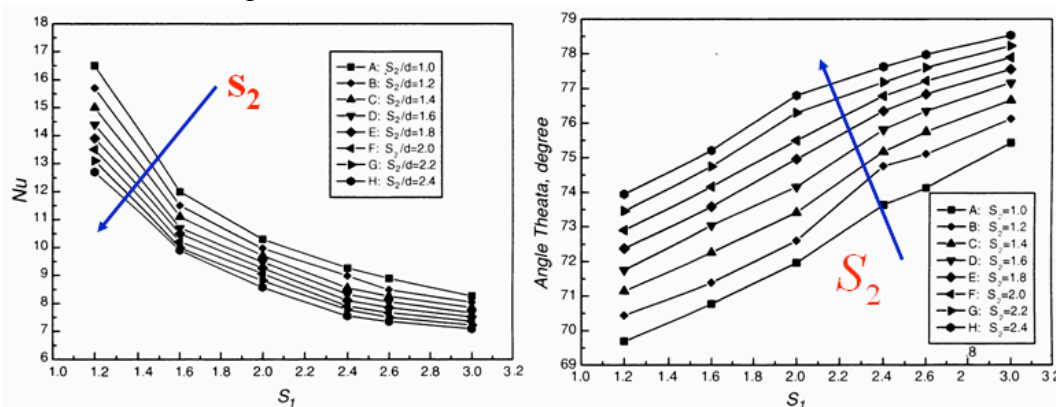 18
17
16
15
14
13
12
11
10
9
8
7
6
Nu
1.0 1.2 1.4 1.6 1.8 2.0 2.2 2.4 2.6 2.8 3.0 3.2
S1
s2
A: S2/d=1.0
B: S2/d=1.2
C: S2/d=1.4
D: S2/d=1.6
E: S2/d=1.8
F: S2/d=2.0
G: S2/d=2.2
H: S2/d=2.4
79
78
77
76
75
74
73
72
71
70
69
Angle Theata, degree
1.0 1.2 1.4 1.6 1.8 2.0 2.2 2.4 2.6 2.8 3.0 3.2
S1
S2
A: S2=1.0
B: S2=1.2
C: S2=1.4
D: S2=1.6
E: S2=1.8
F: S2=2.0
G: S2=2.2
H: S2=2.4
8